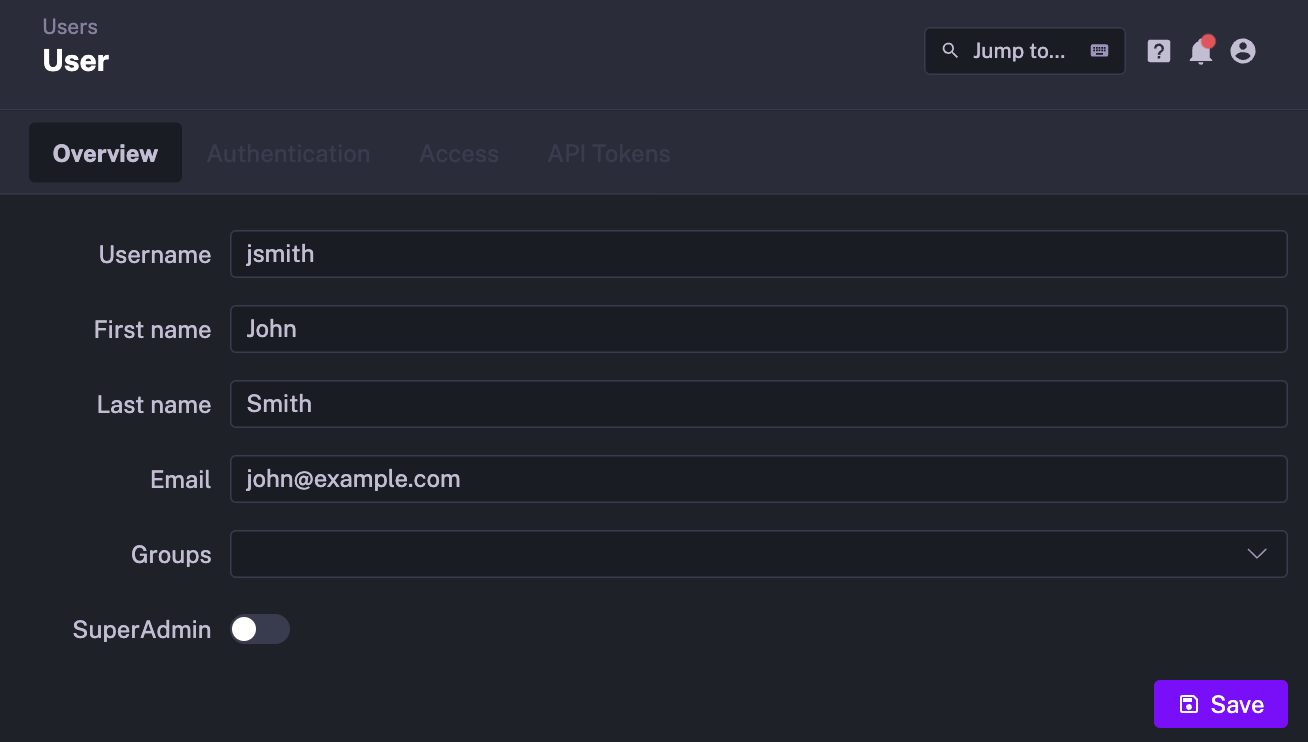 Users
User
Jump to...
Overview Authentication Access API Tokens
Username jsmith
First name John
Last name Smith
Email john@example.com
Groups
SuperAdmin
Save